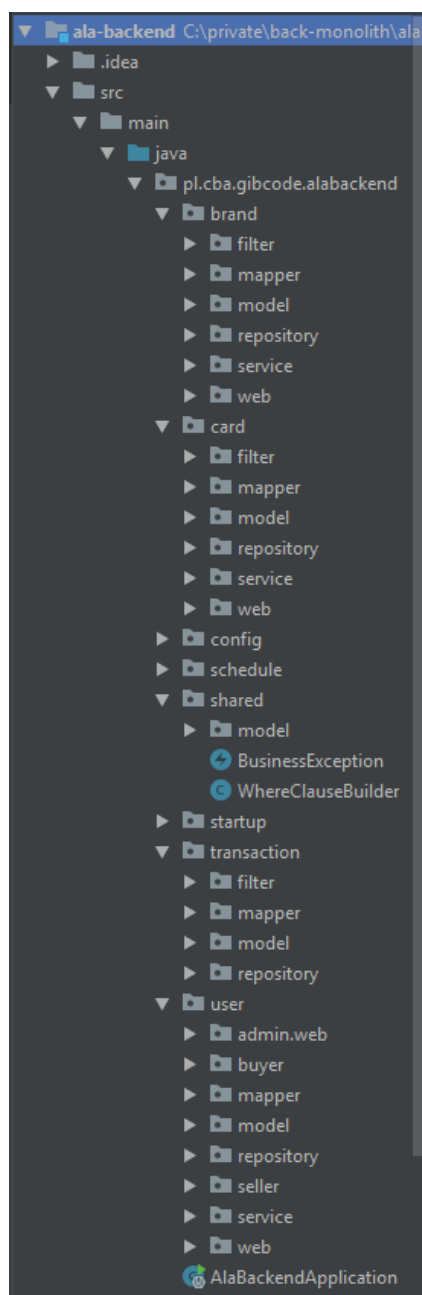 ala-backend C:\private\back-monolith\ala
.idea
src
main
java
pl.cba.gibcode.alabackend
brand
filter
mapper
model
repository
service
web
card
filter
mapper
model
repository
service
web
config
schedule
shared
model
BusinessException
WhereClauseBuilder
startup
transaction
filter
mapper
model
repository
user
admin.web
buyer
mapper
model
repository
seller
service
web
AlaBackendApplication